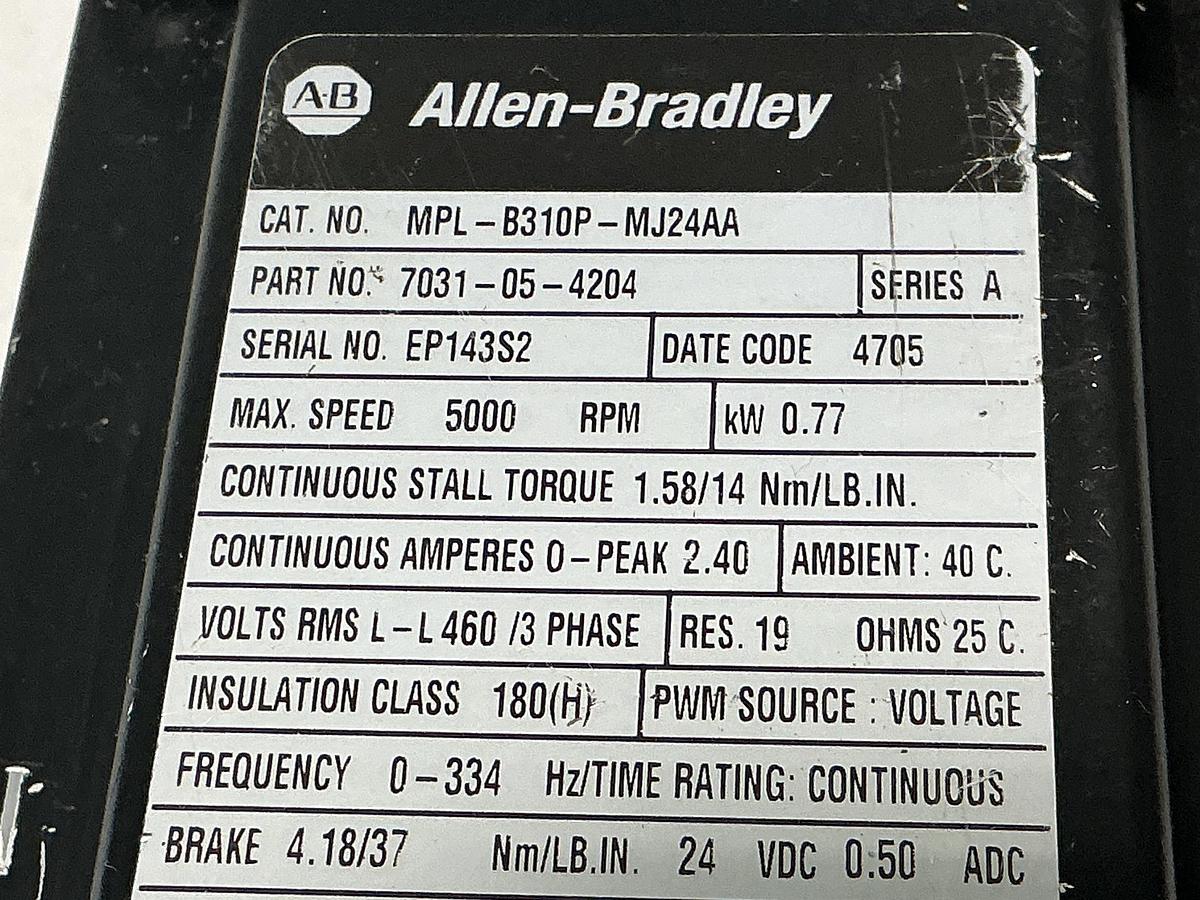 A-B Allen-Bradley
CAT. NO. MPL-B310P-MJ24AA
PART NO. 7031-05-4204 SERIES A
SERIAL NO. EP143S2 DATE CODE 4705
MAX. SPEED 5000 RPM kW 0.77
CONTINUOUS STALL TORQUE 1.58/14 Nm/LB.IN.
CONTINUOUS AMPERES 0-PEAK 2.40 AMBIENT: 40 C.
VOLTS RMS L-L 460 /3 PHASE RES. 19 OHMS 25 C.
INSULATION CLASS 180(H) PWM SOURCE : VOLTAGE
FREQUENCY 0-334 Hz/TIME RATING: CONTINUOUS
BRAKE 4.18/37 Nm/LB.IN. 24 VDC 0.50 ADC